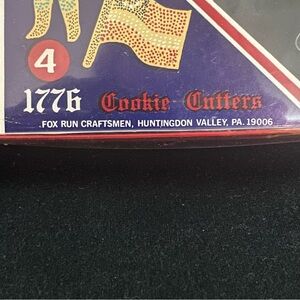 4
1776 Cookie Cutters
FOX RUN CRAFTSMEN, HUNTINGDON VALLEY, PA. 19006